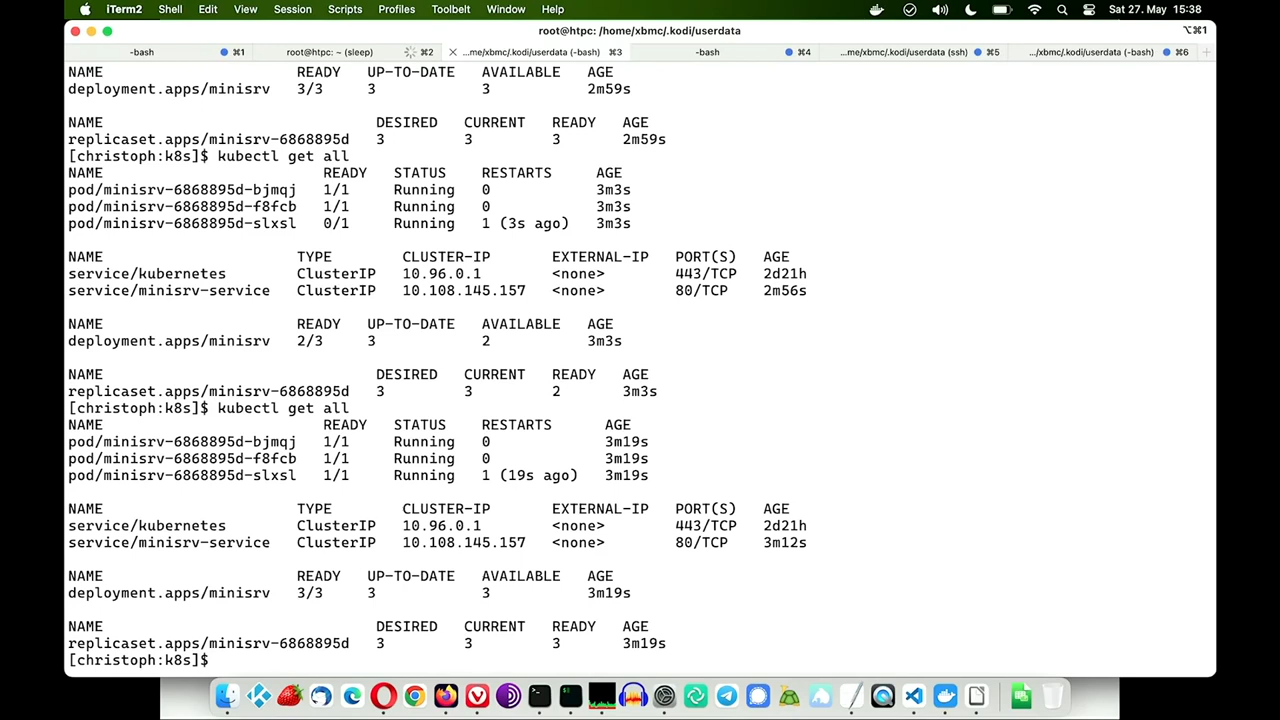 iTerm2 Shell Edit View Session Scripts Profiles Toolbelt Window Help Sat 27. May 15:38
root@htpc: /home/xbmc/.kodi/userdata ⌥⌘1
-bash ⌘1 root@htpc: ~ (sleep) ⌘2 ...me/xbmc/.kodi/userdata (-bash) ⌘3 -bash ⌘4 ...me/xbmc/.kodi/userdata (ssh) ⌘5 .../xbmc/.kodi/userdata (-bash) ⌘6
NAME READY UP-TO-DATE AVAILABLE AGE
deployment.apps/minisrv 3/3 3 3 2m59s
NAME DESIRED CURRENT READY AGE
replicaset.apps/minisrv-6868895d 3 3 3 2m59s
[christoph:k8s]$ kubectl get all
NAME READY STATUS RESTARTS AGE
pod/minisrv-6868895d-bjmqj 1/1 Running 0 3m3s
pod/minisrv-6868895d-f8fcb 1/1 Running 0 3m3s
pod/minisrv-6868895d-slxsl 0/1 Running 1 (3s ago) 3m3s
NAME TYPE CLUSTER-IP EXTERNAL-IP PORT(S) AGE
service/kubernetes ClusterIP 10.96.0.1 <none> 443/TCP 2d21h
service/minisrv-service ClusterIP 10.108.145.157 <none> 80/TCP 2m56s
NAME READY UP-TO-DATE AVAILABLE AGE
deployment.apps/minisrv 2/3 3 2 3m3s
NAME DESIRED CURRENT READY AGE
replicaset.apps/minisrv-6868895d 3 3 2 3m3s
[christoph:k8s]$ kubectl get all
NAME READY STATUS RESTARTS AGE
pod/minisrv-6868895d-bjmqj 1/1 Running 0 3m19s
pod/minisrv-6868895d-f8fcb 1/1 Running 0 3m19s
pod/minisrv-6868895d-slxsl 1/1 Running 1 (19s ago) 3m19s
NAME TYPE CLUSTER-IP EXTERNAL-IP PORT(S) AGE
service/kubernetes ClusterIP 10.96.0.1 <none> 443/TCP 2d21h
service/minisrv-service ClusterIP 10.108.145.157 <none> 80/TCP 3m12s
NAME READY UP-TO-DATE AVAILABLE AGE
deployment.apps/minisrv 3/3 3 3 3m19s
NAME DESIRED CURRENT READY AGE
replicaset.apps/minisrv-6868895d 3 3 3 3m19s
[christoph:k8s]$